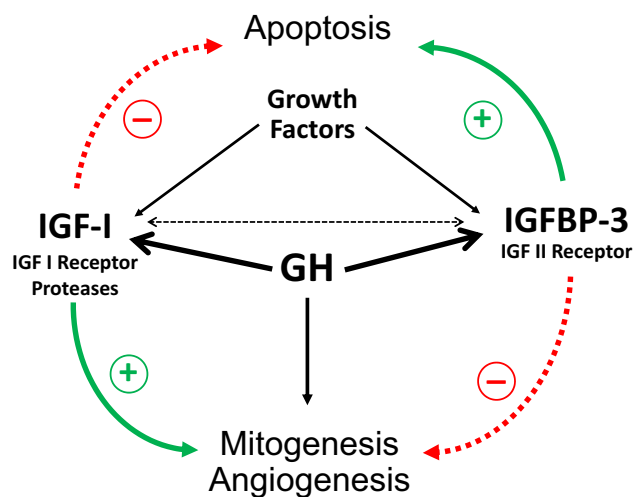 Apoptosis
Growth
Factors
−
+
IGF-I
IGFBP-3
IGF I Receptor
Proteases
IGF II Receptor
GH
+
−
Mitogenesis
Angiogenesis